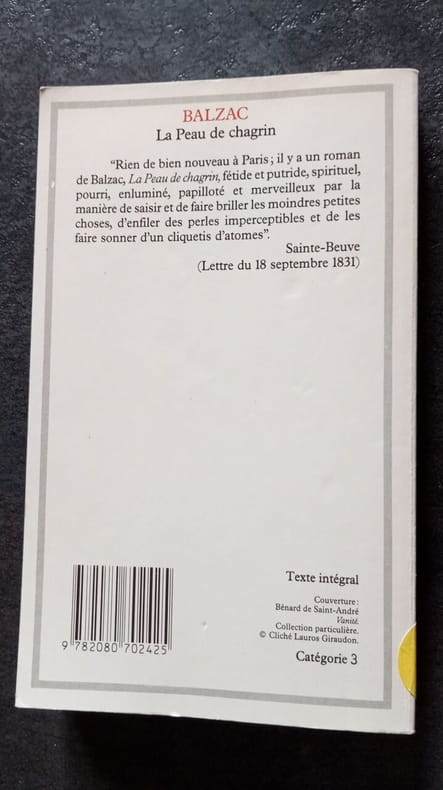 BALZAC
La Peau de chagrin
“Rien de bien nouveau à Paris ; il y a un roman
de Balzac, La Peau de chagrin, fétide et putride, spirituel,
pourri, enluminé, papilloté et merveilleux par la
manière de saisir et de faire briller les moindres petites
choses, d’enfiler des perles imperceptibles et de les
faire sonner d’un cliquetis d’atomes”.
Sainte-Beuve
(Lettre du 18 septembre 1831)
Texte intégral
Couverture :
Bénard de Saint-André
Vanité.
Collection particulière.
© Cliché Lauros Giraudon.
Catégorie 3
9 782080 702425